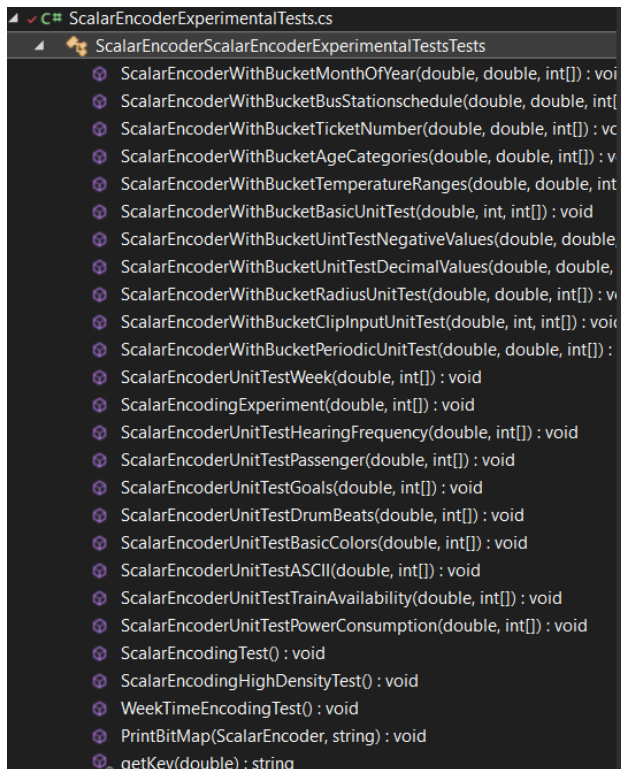 C# ScalarEncoderExperimentalTests.cs
ScalarEncoderScalarEncoderExperimentalTestsTests
ScalarEncoderWithBucketMonthOfYear(double, double, int[]) : voi
ScalarEncoderWithBucketBusStationschedule(double, double, int[
ScalarEncoderWithBucketTicketNumber(double, double, int[]) : vo
ScalarEncoderWithBucketAgeCategories(double, double, int[]) : v
ScalarEncoderWithBucketTemperatureRanges(double, double, int
ScalarEncoderWithBucketBasicUnitTest(double, int, int[]) : void
ScalarEncoderWithBucketUintTestNegativeValues(double, double,
ScalarEncoderWithBucketUnitTestDecimalValues(double, double,
ScalarEncoderWithBucketRadiusUnitTest(double, double, int[]) : v
ScalarEncoderWithBucketClipInputUnitTest(double, int, int[]) : voi
ScalarEncoderWithBucketPeriodicUnitTest(double, double, int[]) :
ScalarEncoderUnitTestWeek(double, int[]) : void
ScalarEncodingExperiment(double, int[]) : void
ScalarEncoderUnitTestHearingFrequency(double, int[]) : void
ScalarEncoderUnitTestPassenger(double, int[]) : void
ScalarEncoderUnitTestGoals(double, int[]) : void
ScalarEncoderUnitTestDrumBeats(double, int[]) : void
ScalarEncoderUnitTestBasicColors(double, int[]) : void
ScalarEncoderUnitTestASCII(double, int[]) : void
ScalarEncoderUnitTestTrainAvailability(double, int[]) : void
ScalarEncoderUnitTestPowerConsumption(double, int[]) : void
ScalarEncodingTest() : void
ScalarEncodingHighDensityTest() : void
WeekTimeEncodingTest() : void
PrintBitMap(ScalarEncoder, string) : void
getKey(double) : string